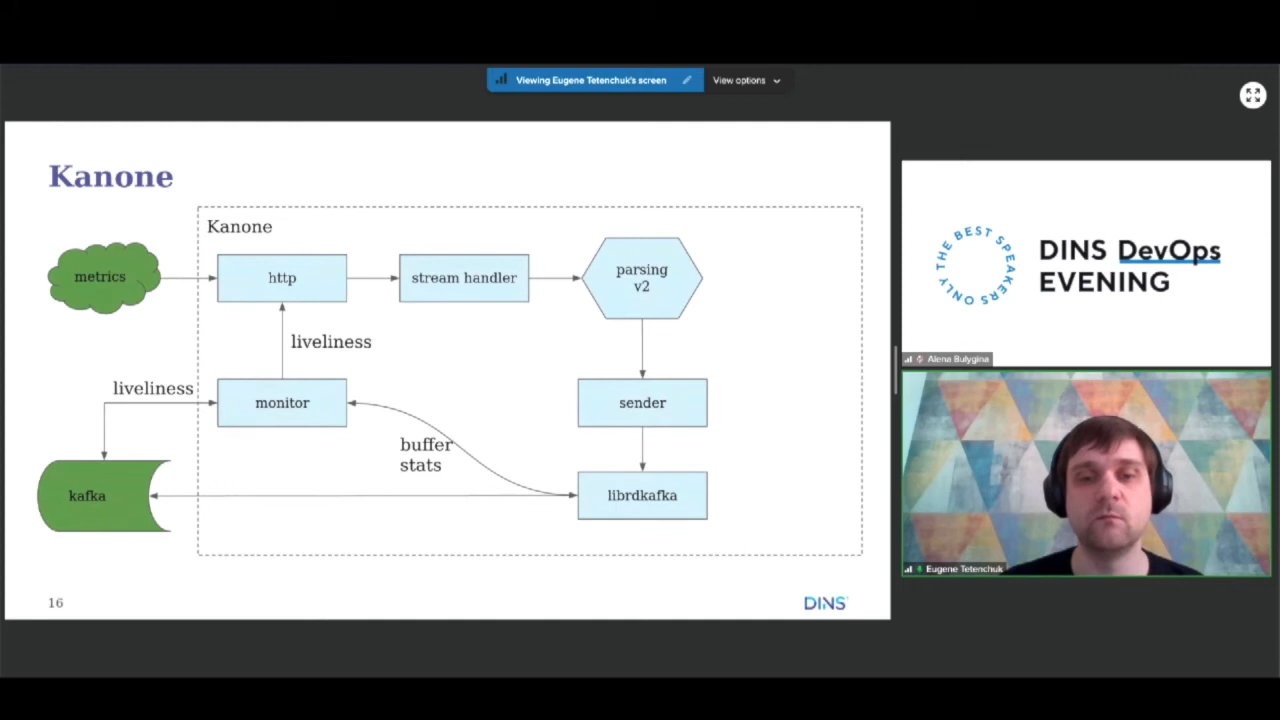 Viewing Eugene Tetenchuk's screen
View options
Kanone
Kanone
metrics
http
stream handler
parsing
v2
liveliness
liveliness
monitor
sender
buffer
stats
kafka
librdkafka
16
DINS
THE BEST SPEAKERS ONLY
DINS DevOps
EVENING
Alena Bulygina
Eugene Tetenchuk